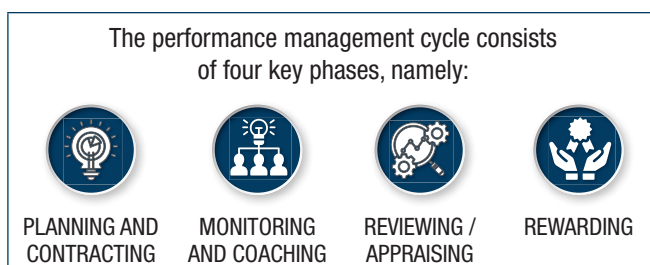 The performance management cycle consists
of four key phases, namely:
PLANNING AND
CONTRACTING
MONITORING
AND COACHING
REVIEWING /
APPRAISING
REWARDING